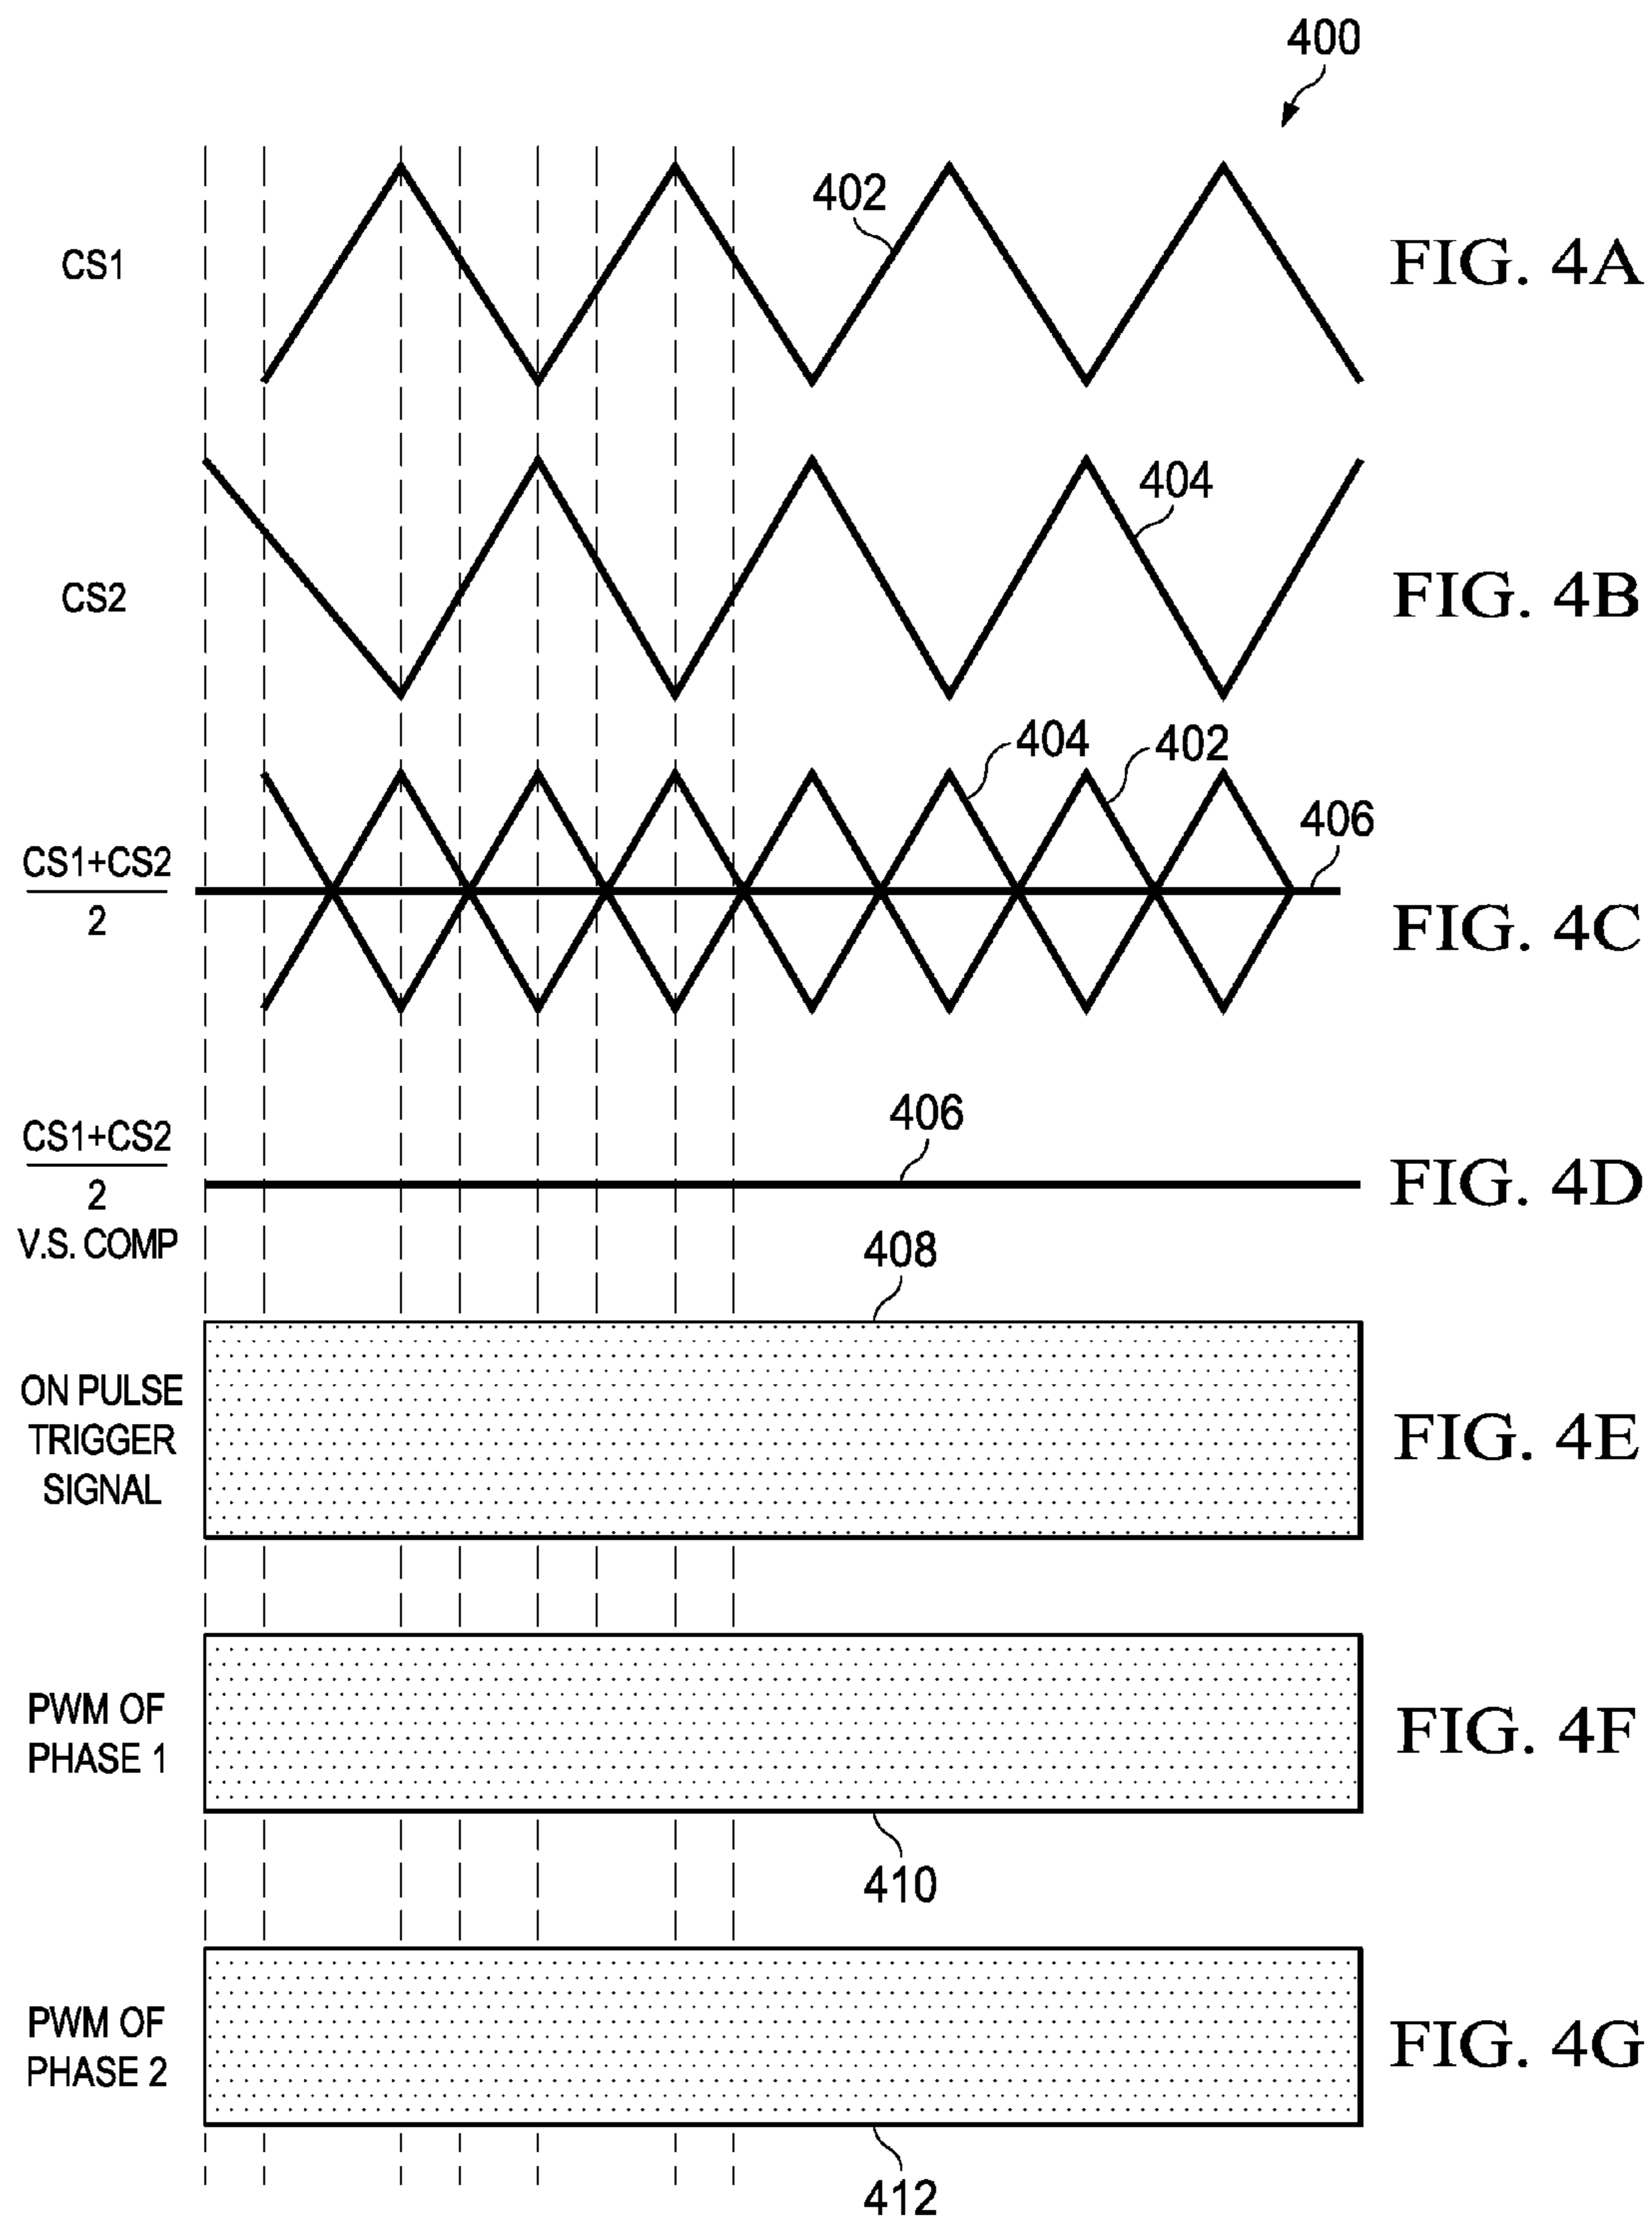 400
402
CS1
FIG. 4A
404
CS2
FIG. 4B
404
402
406
CS1+CS2
2
FIG. 4C
406
CS1+CS2
2
V.S. COMP
FIG. 4D
408
ON PULSE
TRIGGER
SIGNAL
FIG. 4E
PWM OF
PHASE 1
FIG. 4F
410
PWM OF
PHASE 2
FIG. 4G
412